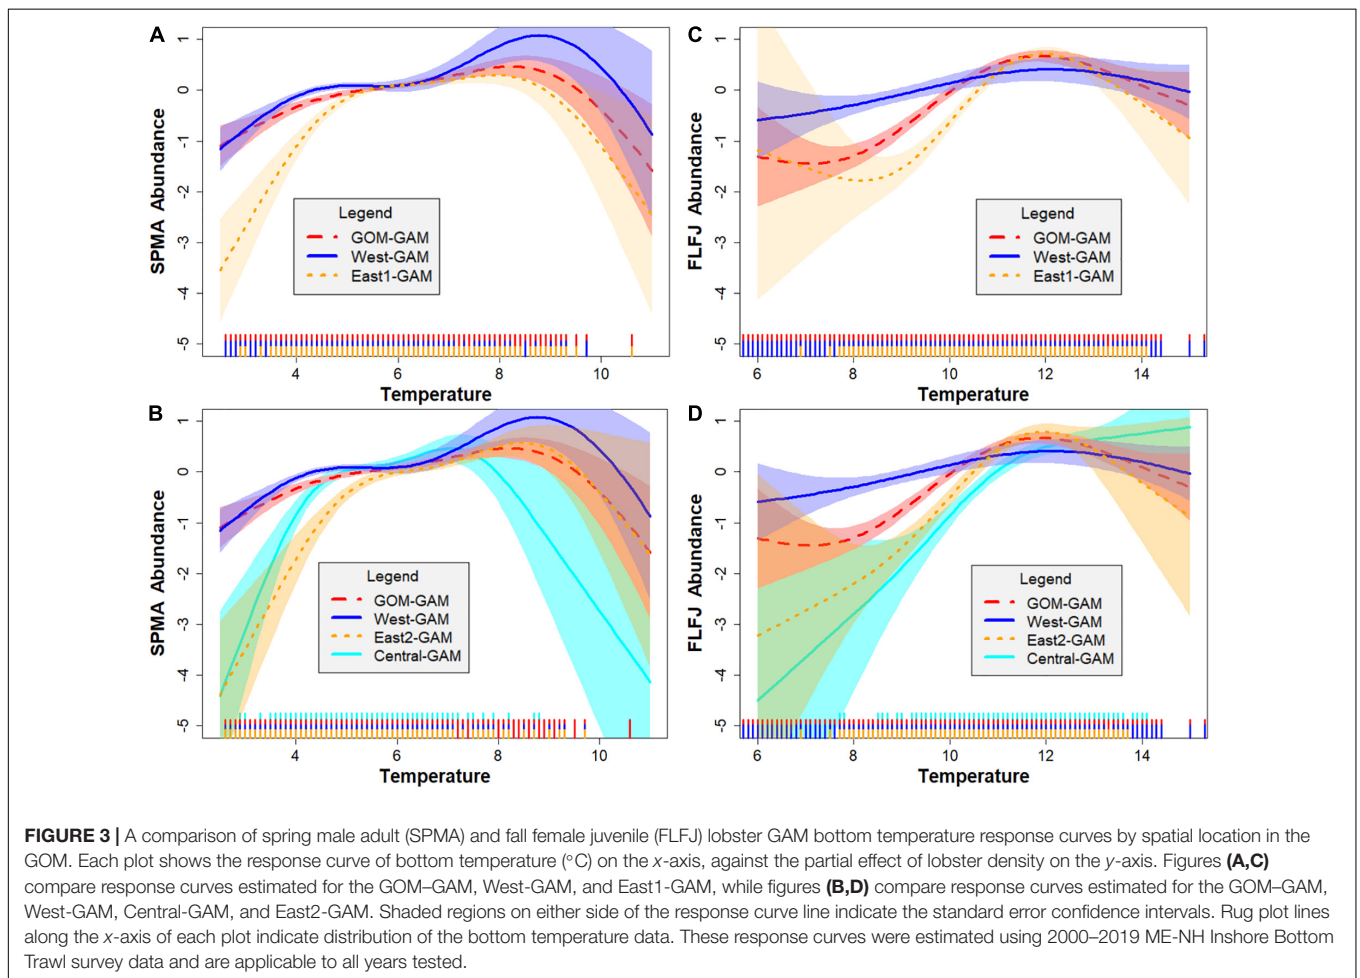 A
SPMA Abundance
1
0
-1
-2
-3
-4
-5
Legend
GOM-GAM
West-GAM
East1-GAM
4 6 8 10
Temperature
C
FLFJ Abundance
1
0
-1
-2
-3
-4
-5
Legend
GOM-GAM
West-GAM
East1-GAM
6 8 10 12 14
Temperature
B
SPMA Abundance
1
0
-1
-2
-3
-4
-5
Legend
GOM-GAM
West-GAM
East2-GAM
Central-GAM
4 6 8 10
Temperature
D
FLFJ Abundance
1
0
-1
-2
-3
-4
-5
Legend
GOM-GAM
West-GAM
East2-GAM
Central-GAM
6 8 10 12 14
Temperature
FIGURE 3 | A comparison of spring male adult (SPMA) and fall female juvenile (FLFJ) lobster GAM bottom temperature response curves by spatial location in the
GOM. Each plot shows the response curve of bottom temperature (°C) on the x-axis, against the partial effect of lobster density on the y-axis. Figures (A,C)
compare response curves estimated for the GOM–GAM, West-GAM, and East1-GAM, while figures (B,D) compare response curves estimated for the GOM–GAM,
West-GAM, Central-GAM, and East2-GAM. Shaded regions on either side of the response curve line indicate the standard error confidence intervals. Rug plot lines
along the x-axis of each plot indicate distribution of the bottom temperature data. These response curves were estimated using 2000–2019 ME-NH Inshore Bottom
Trawl survey data and are applicable to all years tested.